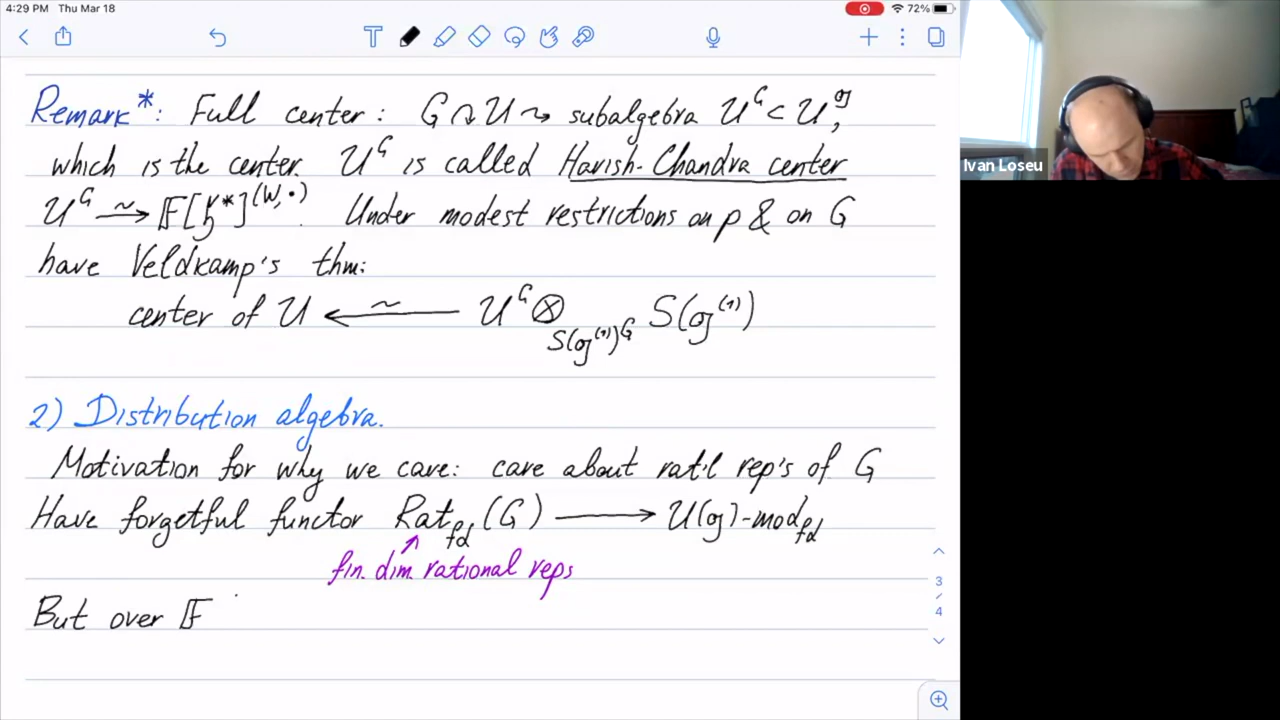 4:29 PM Thu Mar 18
72%
Remark*: Full center: G ↷ U ⇝ subalgebra U^G ⊂ U^𝔤,
which is the center. U^G is called Harish-Chandra center
U^G ⥲ 𝔽[𝔥*]^(W,•). Under modest restrictions on p & on G
have Veldkamp's thm:
center of U ⟵~ U^G ⊗_{S(𝔤^(1))^G} S(𝔤^(1))
2) Distribution algebra.
Motivation for why we care: care about rat'l rep's of G
Have forgetful functor Rat_fd(G) ⟶ U(𝔤)-mod_fd
fin. dim. rational reps
But over 𝔽
3
/
4
Ivan Loseu